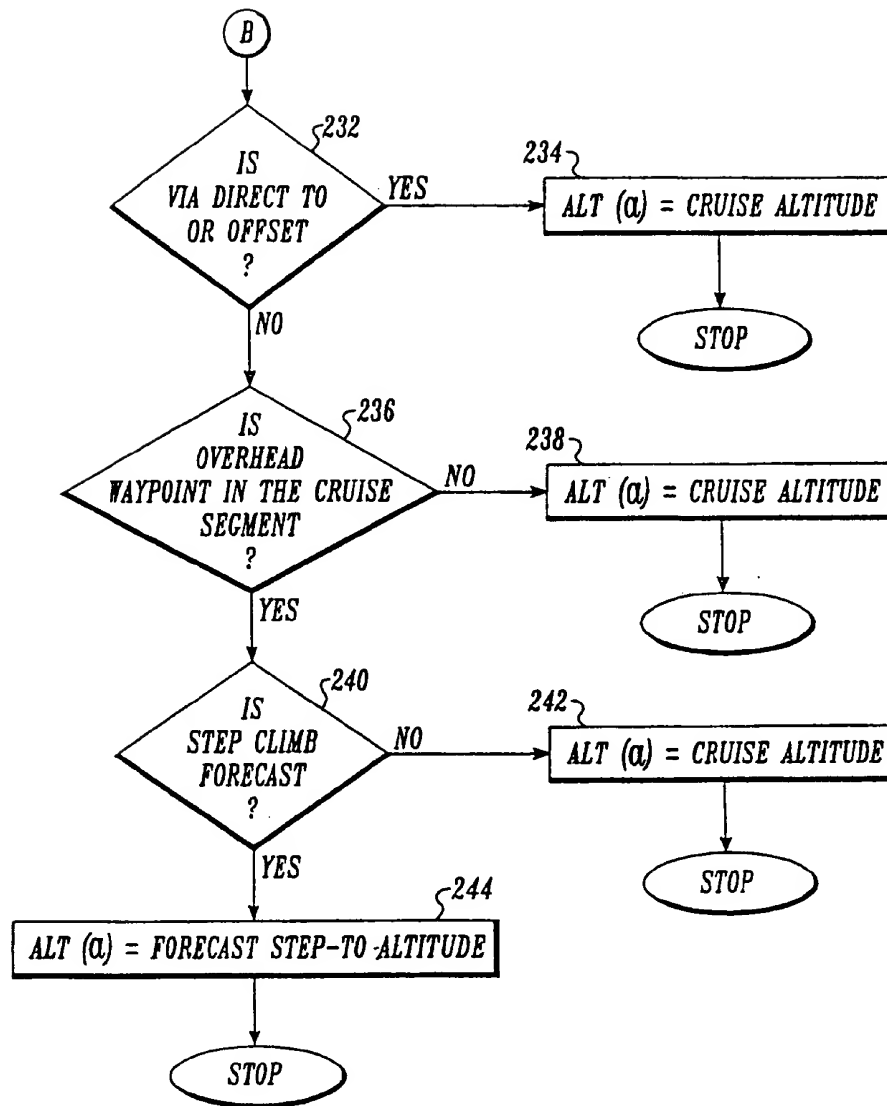 B
232
IS
VIA DIRECT TO
OR OFFSET
?
YES
234
ALT (α) = CRUISE ALTITUDE
STOP
NO
236
IS
OVERHEAD
WAYPOINT IN THE CRUISE
SEGMENT
?
NO
238
ALT (α) = CRUISE ALTITUDE
STOP
YES
240
IS
STEP CLIMB
FORECAST
?
NO
242
ALT (α) = CRUISE ALTITUDE
STOP
YES
244
ALT (α) = FORECAST STEP-TO-ALTITUDE
STOP